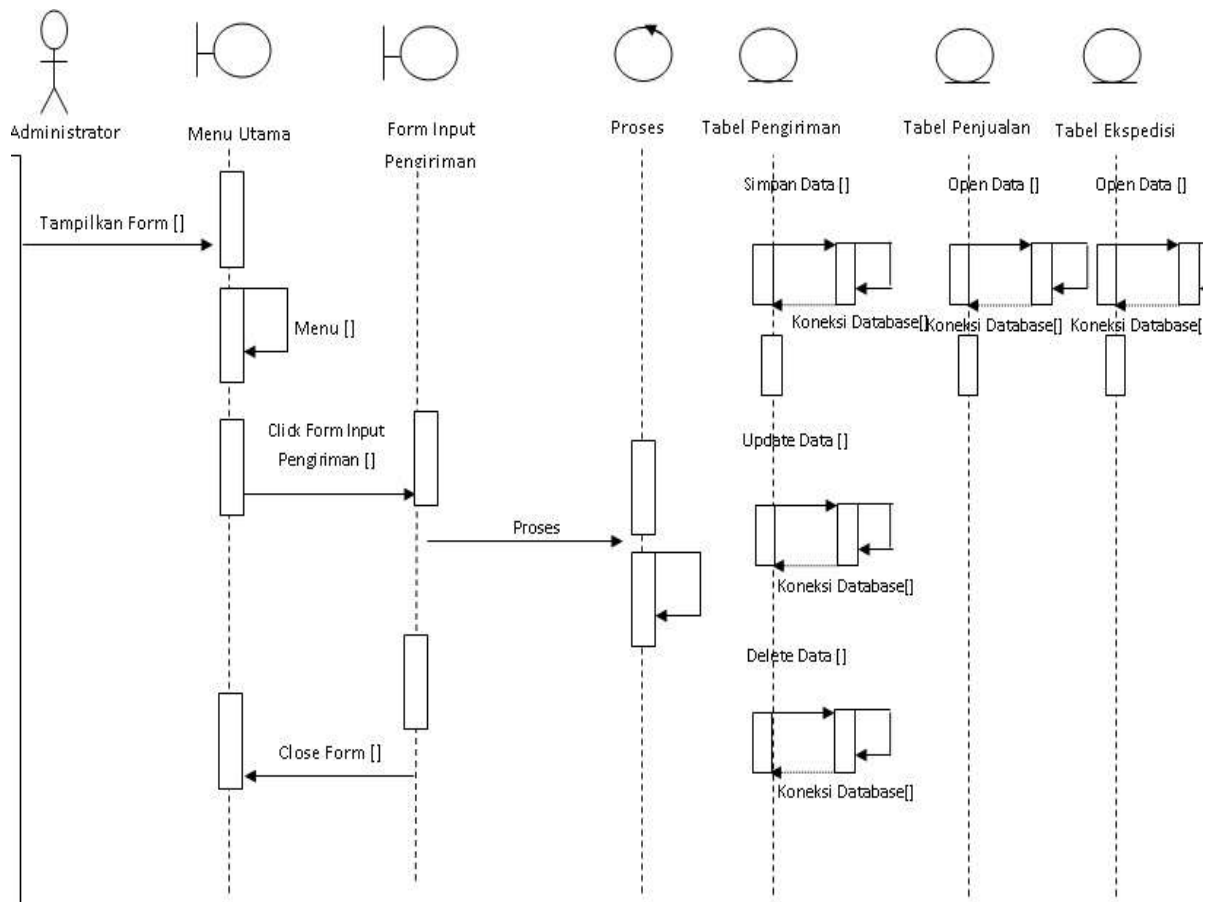 Administrator
Menu Utama
Form Input
Pengiriman
Proses
Tabel Pengiriman
Tabel Penjualan
Tabel Ekspedisi
Simpan Data []
Open Data []
Open Data []
Tampilkan Form []
Koneksi Database[]
Koneksi Database[]
Koneksi Database[
Menu []
Click Form Input
Pengiriman []
Update Data []
Proses
Koneksi Database[]
Delete Data []
Close Form []
Koneksi Database[]